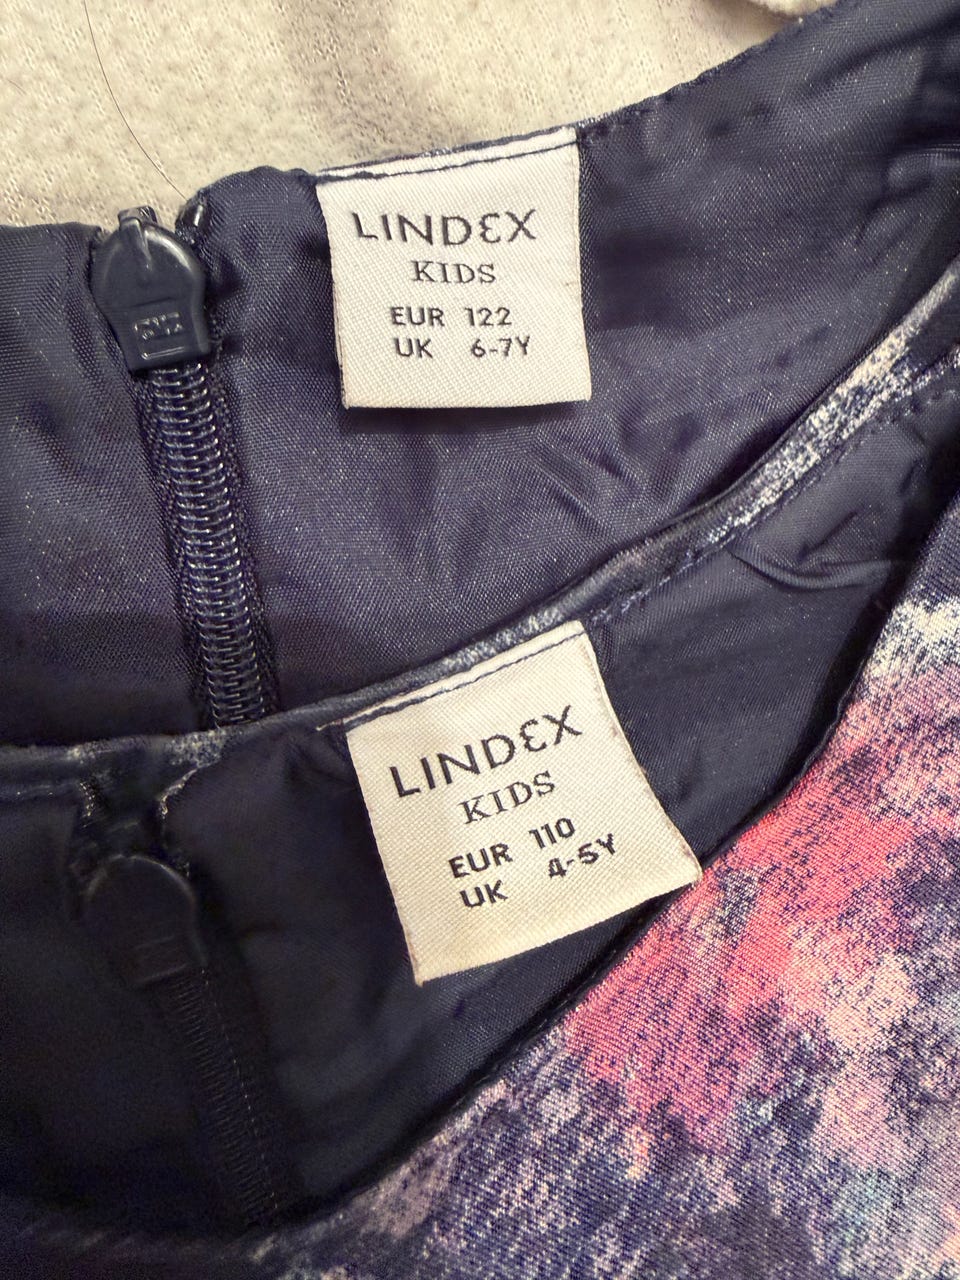 LINDEX
KIDS
EUR 122
UK 6-7Y
LINDEX
KIDS
EUR 110
UK 4-5Y